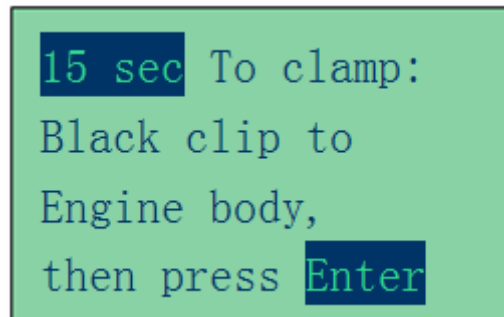 15 sec To clamp:
Black clip to
Engine body,
then press Enter